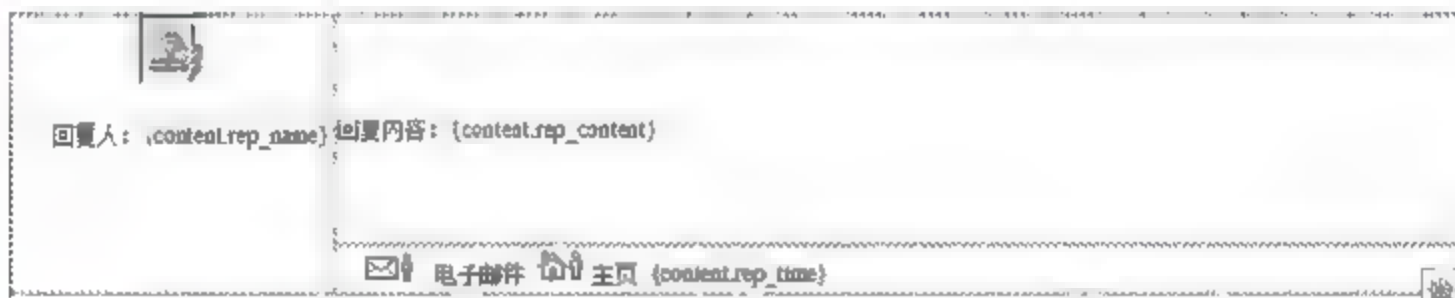 回复人： {content.rep_name}
回复内容： {content.rep_content}
电子邮件 主页 {content.rep_time}